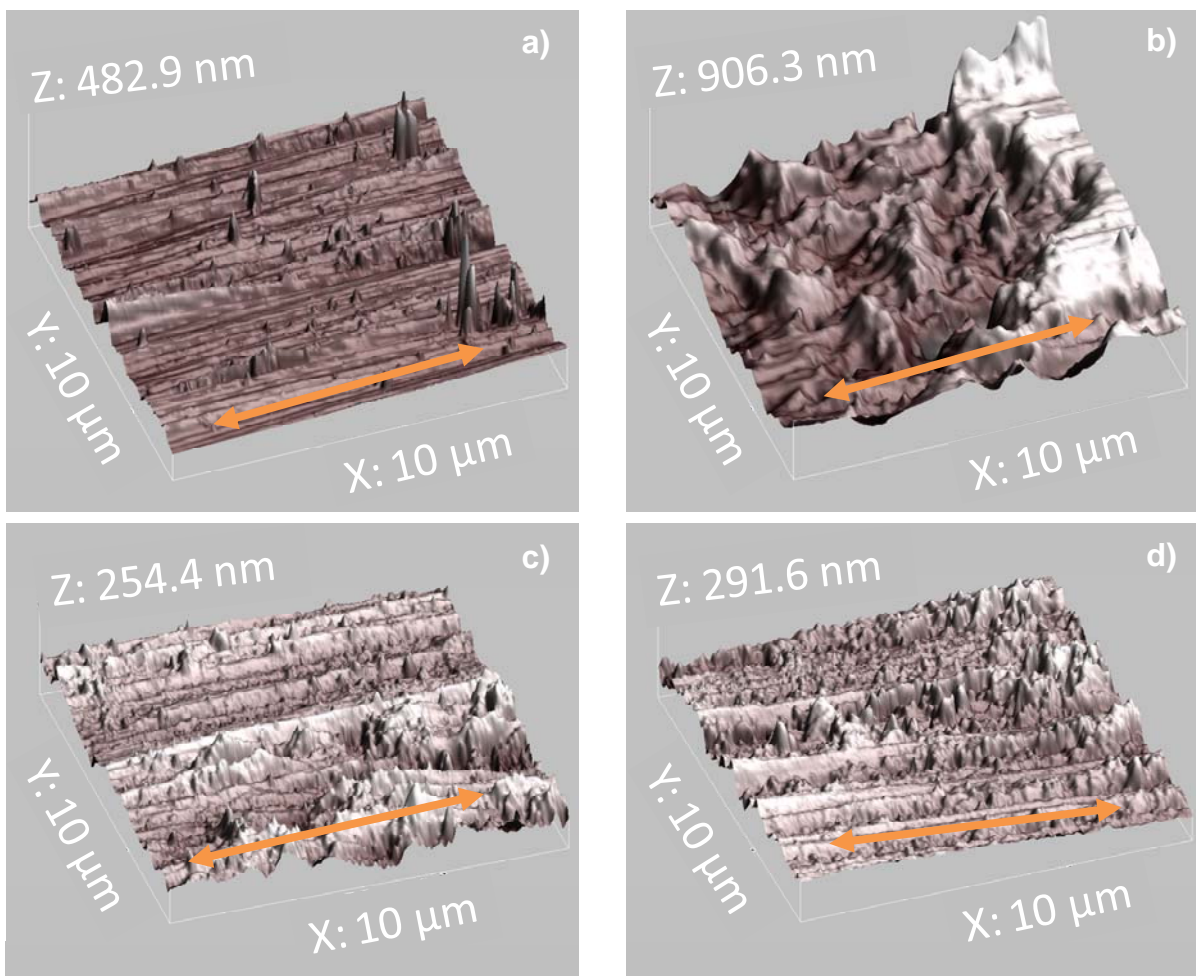 a)
Z: 482.9 nm
Y: 10 µm
X: 10 µm
b)
Z: 906.3 nm
Y: 10 µm
X: 10 µm
c)
Z: 254.4 nm
Y: 10 µm
X: 10 µm
d)
Z: 291.6 nm
Y: 10 µm
X: 10 µm